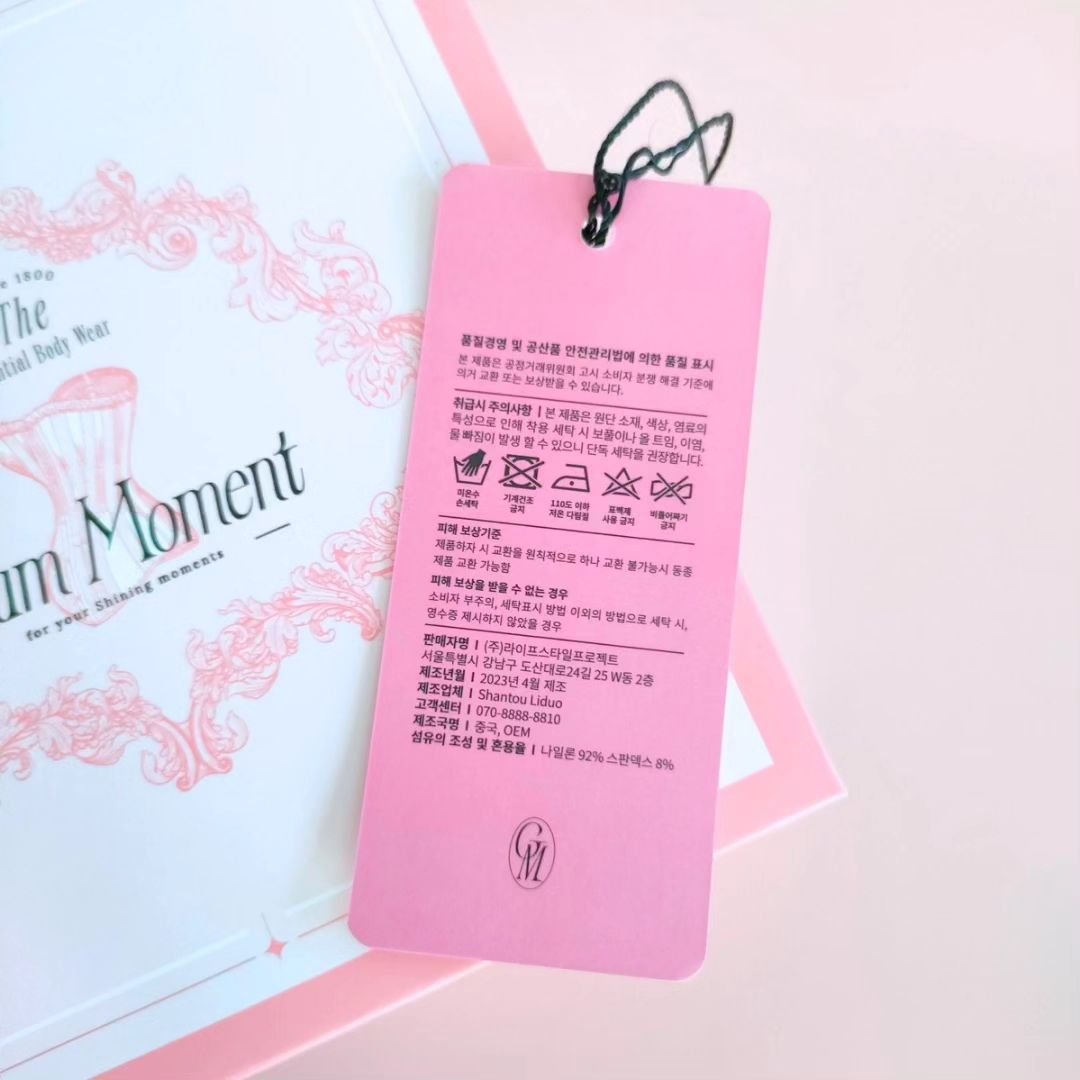 1800
The
Body Wear
Moment
for your Shining moments
품질경영 및 공산품 안전관리법에 의한 품질 표시
본 제품은 공정거래위원회 고시 소비자 분쟁 해결 기준에
의거 교환 또는 보상받을 수 있습니다.
취급시 주의사항 | 본 제품은 원단 소재, 색상, 염료의
특성으로 인해 착용 세탁 시 보풀이나 올 트임, 이염,
물 빠짐이 발생 할 수 있으니 단독 세탁을 권장합니다.
미온수 손세탁
기계건조 금지
110도 이하 저온 다림질
표백제 사용 금지
비틀어짜기 금지
피해 보상기준
제품하자 시 교환을 원칙적으로 하나 교환 불가능시 동종
제품 교환 가능함
피해 보상을 받을 수 없는 경우
소비자 부주의, 세탁표시 방법 이외의 방법으로 세탁 시,
영수증 제시하지 않았을 경우
판매자명 | (주)라이프스타일프로젝트
서울특별시 강남구 도산대로24길 25 W동 2층
제조년월 | 2023년 4월 제조
제조업체 | Shantou Liduo
고객센터 | 070-8888-8810
제조국명 | 중국, OEM
섬유의 조성 및 혼용율 | 나일론 92% 스판덱스 8%
GM